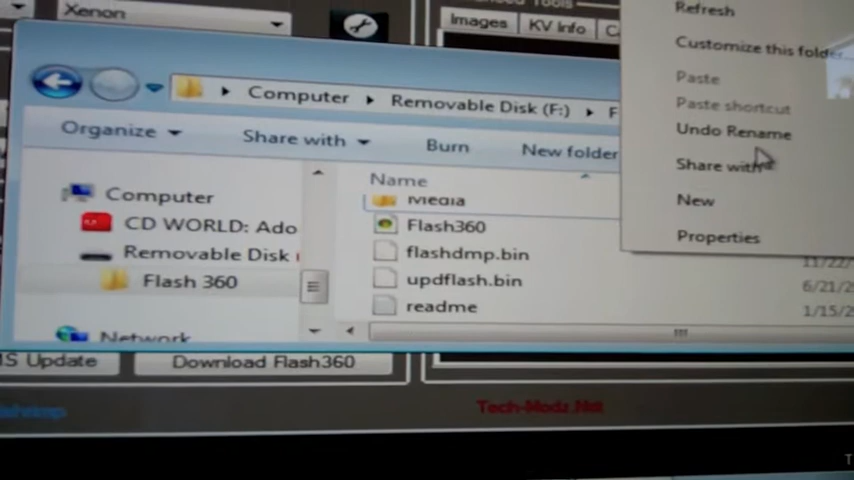 Xenon
Images
KV Info
Refresh
Customize this folder...
Paste
Paste shortcut
Undo Rename
Share with
New
Properties
Computer
Removable Disk (F:)
F
Organize
Share with
Burn
New folder
Name
Computer
CD WORLD: Ado
Removable Disk
Flash 360
Network
Media
Flash360
flashdmp.bin
updflash.bin
readme
11/22/
6/21/2
1/15/2
Update
Download Flash360
Tech-Mods.Net